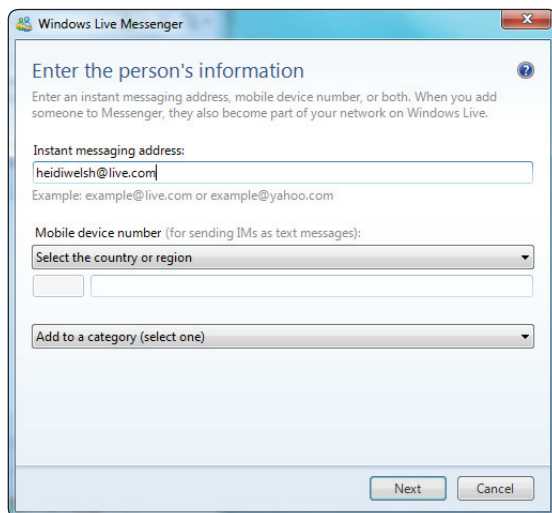 Windows Live Messenger
Enter the person's information
Enter an instant messaging address, mobile device number, or both. When you add
someone to Messenger, they also become part of your network on Windows Live.
Instant messaging address:
heidiwelsh@live.com
Example: example@live.com or example@yahoo.com
Mobile device number (for sending IMs as text messages):
Select the country or region
Add to a category (select one)
Next Cancel